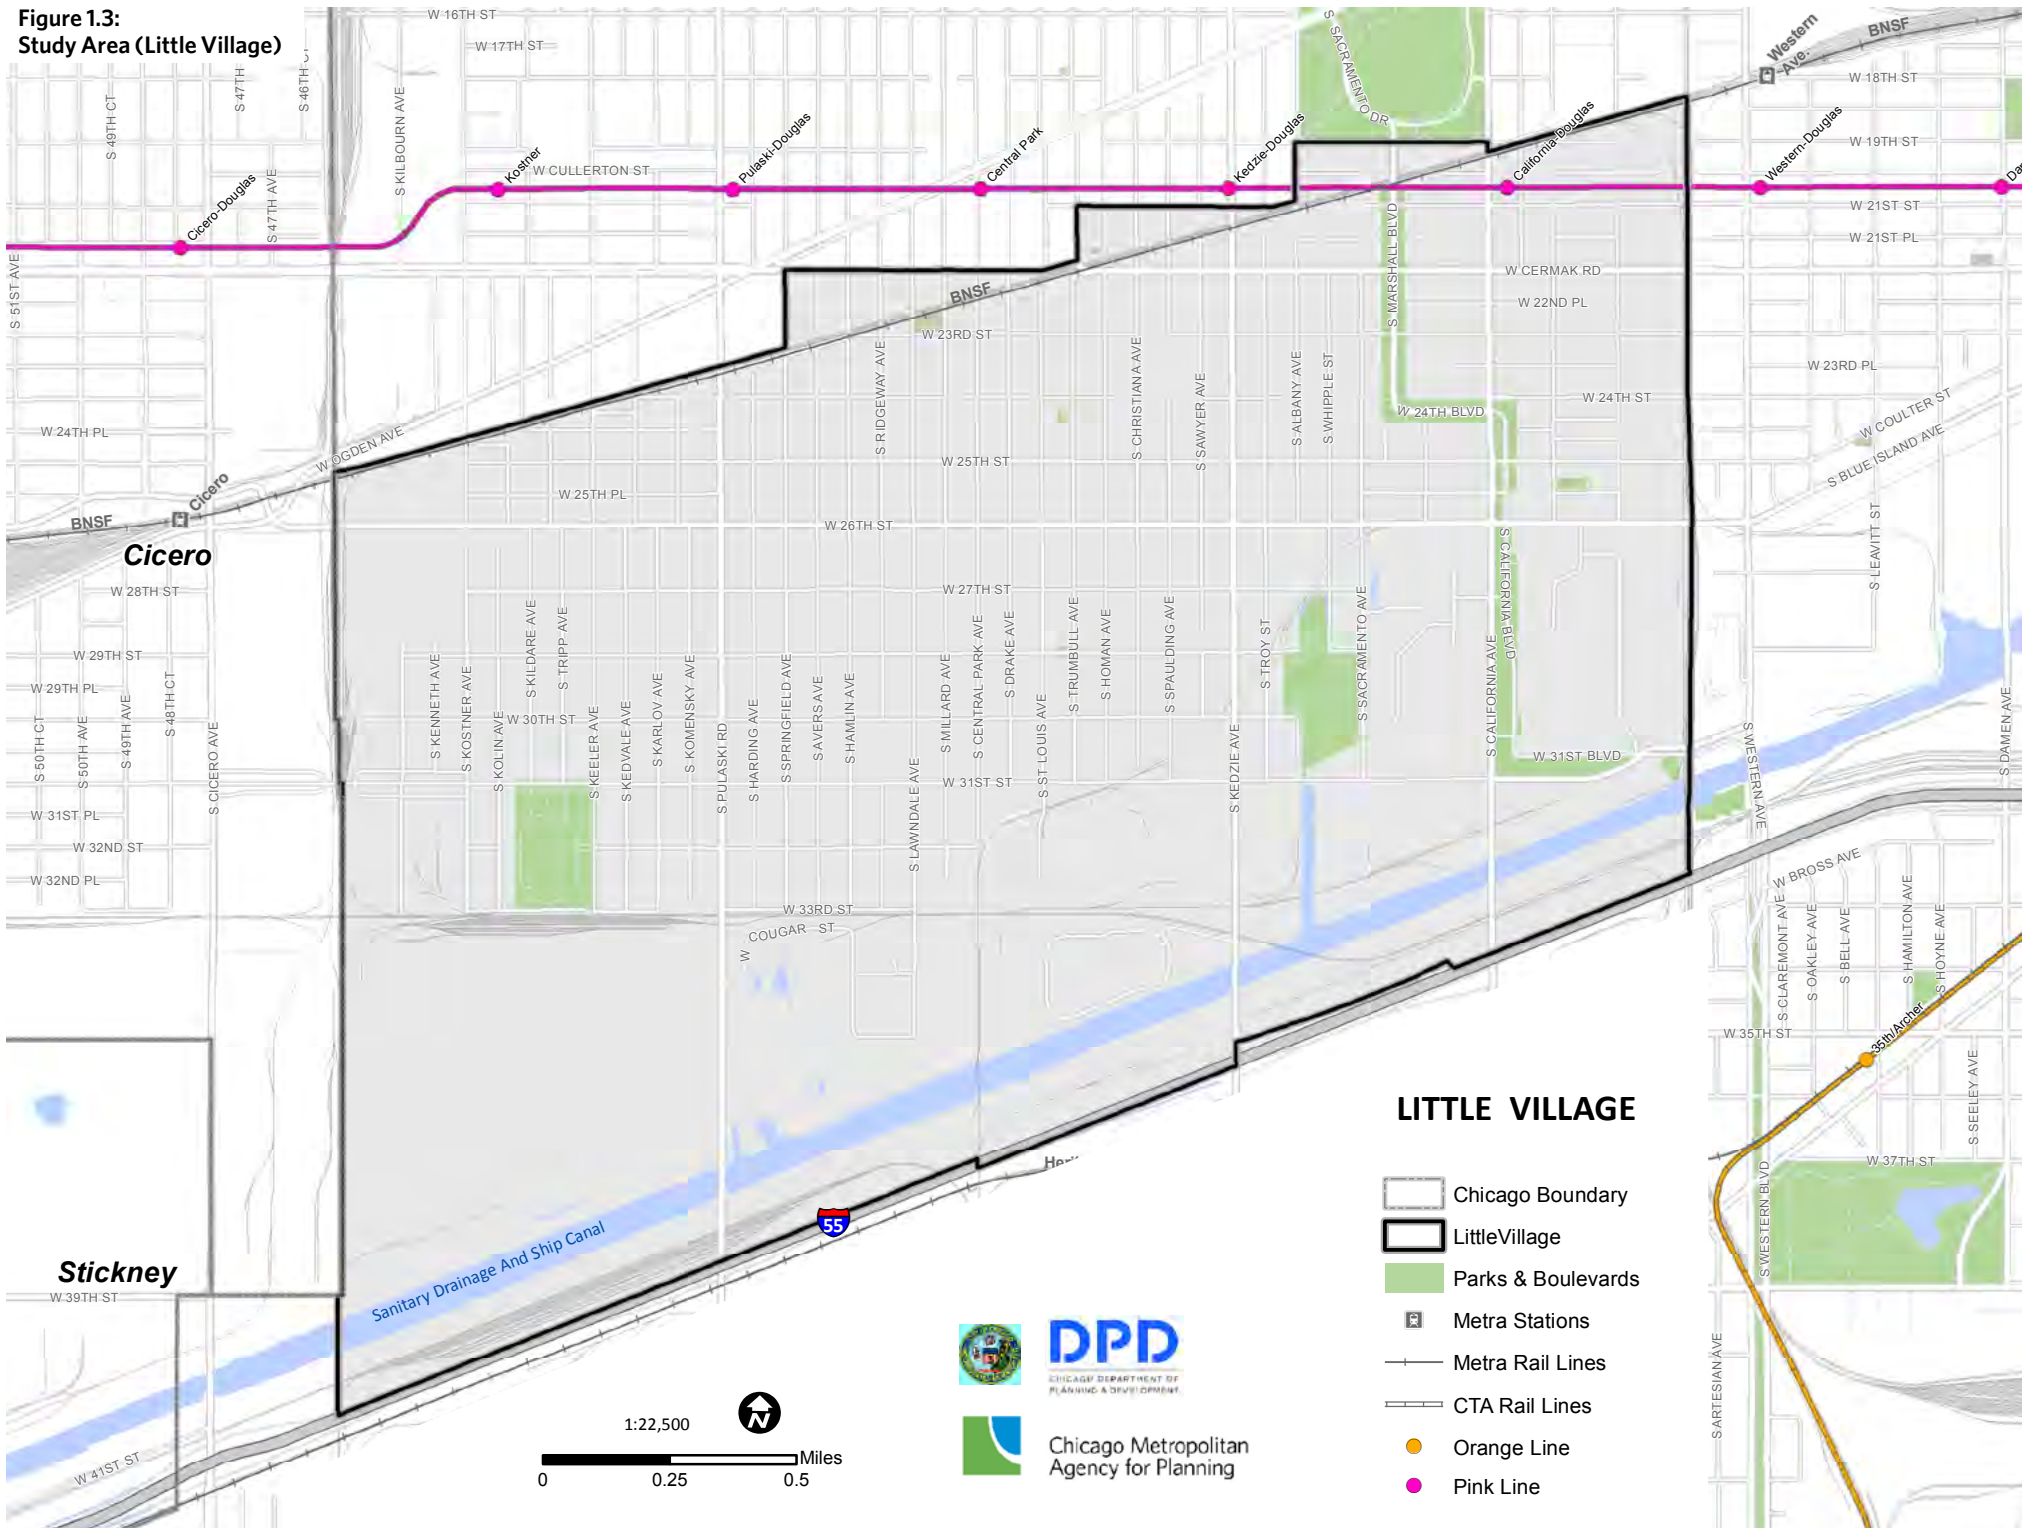 Figure 1.3:
Study Area (Little Village)
W 16TH ST
W 17TH ST
S 47TH
S 46TH C
S 49TH CT
S KILBOURN AVE
S 47TH AVE
S 51ST AVE
W CULLERTON ST
S SACRAMENTO DR
Western
Ave.
BNSF
W 18TH ST
W 19TH ST
W 21ST ST
W 21ST PL
Cicero-Douglas
Kostner
Pulaski-Douglas
Central Park
Kedzie-Douglas
California-Douglas
Western-Douglas
Da
S MARSHALL BLVD
W CERMAK RD
W 22ND PL
BNSF
W 23RD ST
W 23RD PL
S RIDGEWAY AVE
S CHRISTIANA AVE
S SAWYER AVE
S ALBANY AVE
S WHIPPLE ST
W 24TH BLVD
W 24TH ST
W COULTER ST
S BLUE ISLAND AVE
W 24TH PL
W OGDEN AVE
W 25TH ST
W 25TH PL
W 26TH ST
Cicero
BNSF
Cicero
S LEAVITT ST
S CALIFORNIA BLVD
W 28TH ST
W 27TH ST
W 29TH ST
W 29TH PL
S 50TH CT
S 50TH AVE
S 49TH AVE
S 48TH CT
S CICERO AVE
S KENNETH AVE
S KOSTNER AVE
S KOLIN AVE
S KILDARE AVE
S TRIPP AVE
W 30TH ST
S KEELER AVE
S KEDVALE AVE
S KARLOV AVE
S KOMENSKY AVE
S PULASKI RD
S HARDING AVE
S SPRINGFIELD AVE
S AVERS AVE
S HAMLIN AVE
S LAWNDALE AVE
S MILLARD AVE
S CENTRAL PARK AVE
S DRAKE AVE
S ST LOUIS AVE
S TRUMBULL AVE
S HOMAN AVE
S SPAULDING AVE
S KEDZIE AVE
S TROY ST
S SACRAMENTO AVE
S CALIFORNIA AVE
W 31ST BLVD
S WESTERN AVE
S DAMEN AVE
W 31ST ST
W 31ST PL
W 32ND ST
W 32ND PL
W BROSS AVE
S CLAREMONT AVE
S OAKLEY AVE
S BELL AVE
S HAMILTON AVE
S HOYNE AVE
W 33RD ST
W COUGAR ST
W 35TH ST
35th/Archer
S SEELEY AVE
W 37TH ST
S WESTERN BLVD
S ARTESIAN AVE
Heri
55
Sanitary Drainage And Ship Canal
Stickney
W 39TH ST
W 41ST ST
LITTLE VILLAGE
Chicago Boundary
LittleVillage
Parks & Boulevards
Metra Stations
Metra Rail Lines
CTA Rail Lines
Orange Line
Pink Line
DPD
CHICAGO DEPARTMENT OF
PLANNING & DEVELOPMENT
Chicago Metropolitan
Agency for Planning
1:22,500
N
Miles
0
0.25
0.5